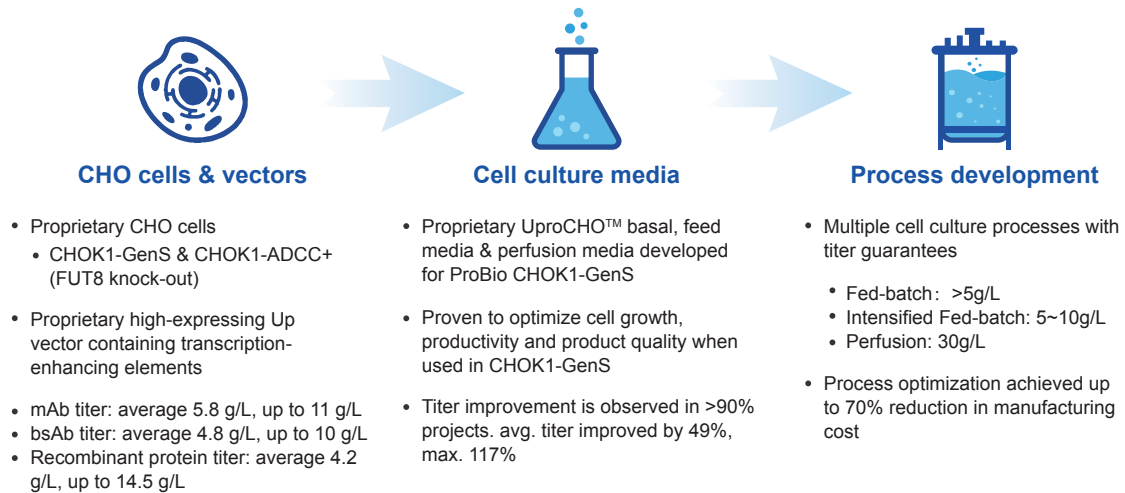 CHO cells & vectors
• Proprietary CHO cells
• CHOK1-GenS & CHOK1-ADCC+
(FUT8 knock-out)
• Proprietary high-expressing Up
vector containing transcription-
enhancing elements
• mAb titer: average 5.8 g/L, up to 11 g/L
• bsAb titer: average 4.8 g/L, up to 10 g/L
• Recombinant protein titer: average 4.2
g/L, up to 14.5 g/L
Cell culture media
• Proprietary UproCHO™ basal, feed
media & perfusion media developed
for ProBio CHOK1-GenS
• Proven to optimize cell growth,
productivity and product quality when
used in CHOK1-GenS
• Titer improvement is observed in >90%
projects. avg. titer improved by 49%,
max. 117%
Process development
• Multiple cell culture processes with
titer guarantees
• Fed-batch：>5g/L
• Intensified Fed-batch: 5~10g/L
• Perfusion: 30g/L
• Process optimization achieved up
to 70% reduction in manufacturing
cost